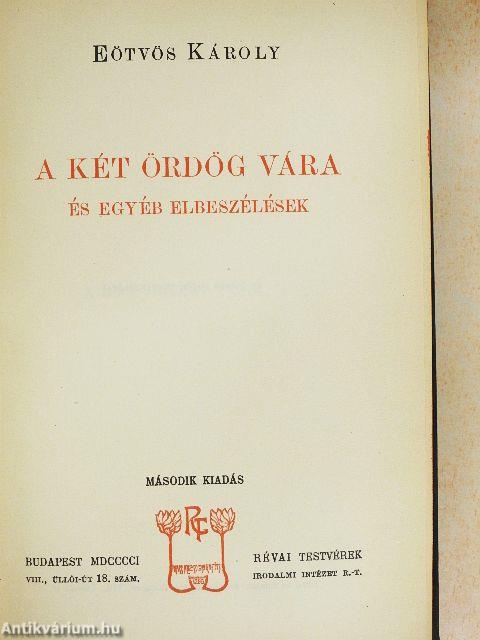 EÖTVÖS KÁROLY
A KÉT ÖRDÖG VÁRA
ÉS EGYÉB ELBESZÉLÉSEK
MÁSODIK KIADÁS
BUDAPEST MDCCCCI
VIII., ÜLLŐI-ÚT 18. SZÁM.
RÉVAI TESTVÉREK
IRODALMI INTÉZET R.-T.
Antikvárium.hu